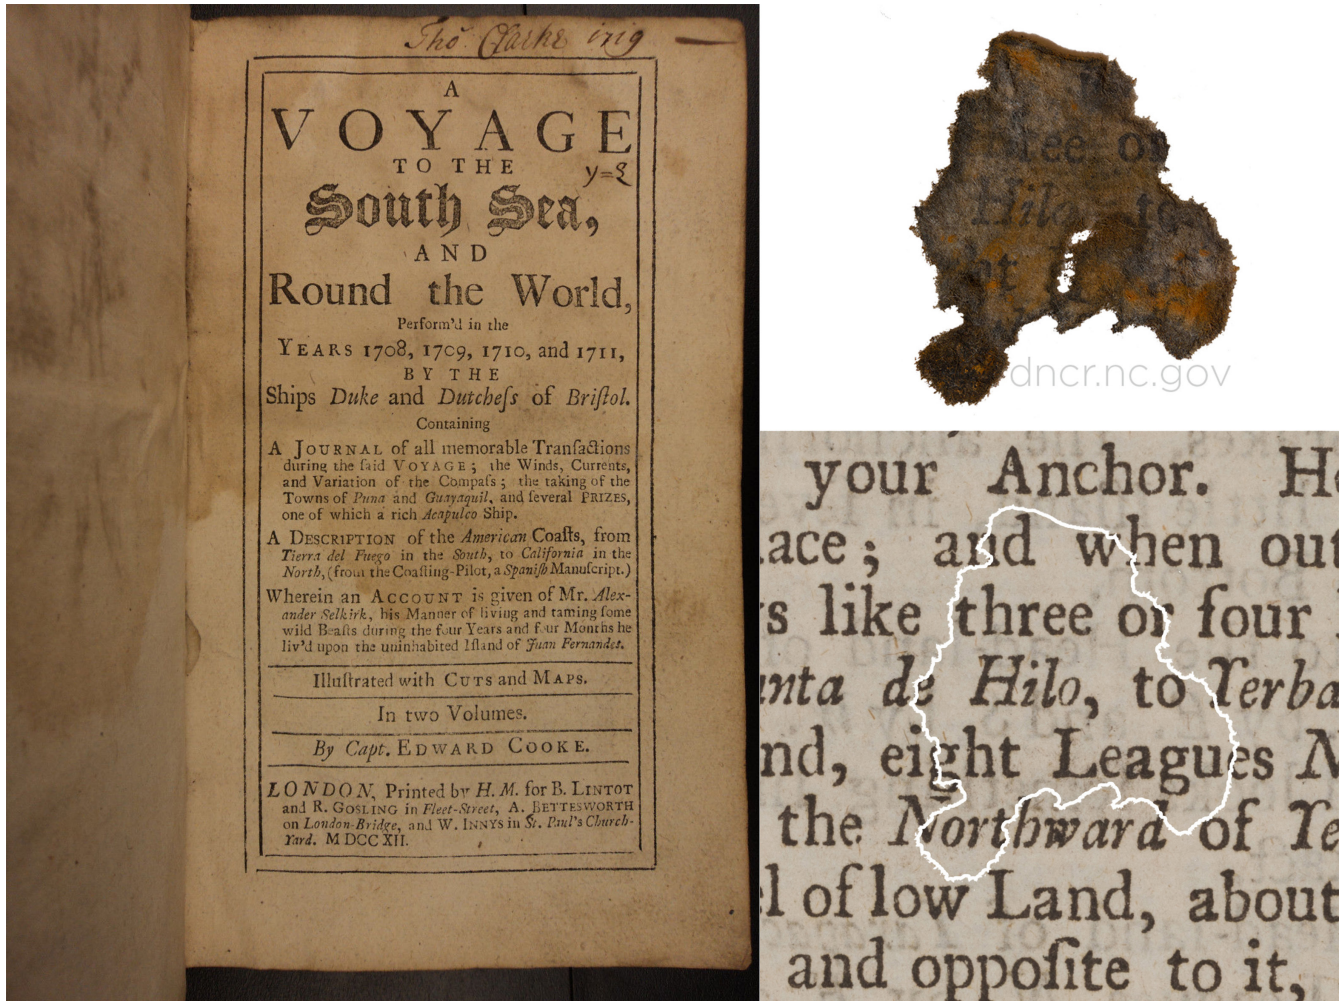 Tho Clarke
A
VOYAGE
TO THE
South Sea,
AND
Round the World,
Perform'd in the
YEARS 1708, 1709, 1710, and 1711,
BY THE
Ships Duke and Dutcheſs of Briſtol.
Containing
A JOURNAL of all memorable Tranſactions
during the ſaid VOYAGE; the Winds, Currents,
and Variation of the Compaſs; the taking of the
Towns of Puna and Guayaquil, and ſeveral PRIZES,
one of which a rich Acapulco Ship.
A DESCRIPTION of the American Coaſts, from
Tierra del Fuego in the South, to California in the
North, (from the Coaſting-Pilot, a Spaniſh Manuſcript.)
Wherein an ACCOUNT is given of Mr. Alex-
ander Selkirk, his Manner of living and taming ſome
wild Beaſts during the four Years and four Months he
liv'd upon the uninhabited Iſland of Juan Fernandes.
Illuſtrated with CUTS and MAPS.
In two Volumes.
By Capt. EDWARD COOKE.
LONDON, Printed by H. M. for B. LINTOT
and R. GOSLING in Fleet-Street, A. BETTESWORTH
on London-Bridge, and W. INNYS in St. Paul's Church-
Yard. M DCC XII.
ree or
Hilo to
ht
dncr.nc.gov
your Anchor. He
ace; and when out
s like three or four
nta de Hilo, to Yerba
nd, eight Leagues N
the Northward of Ye
l of low Land, about
and oppoſite to it,